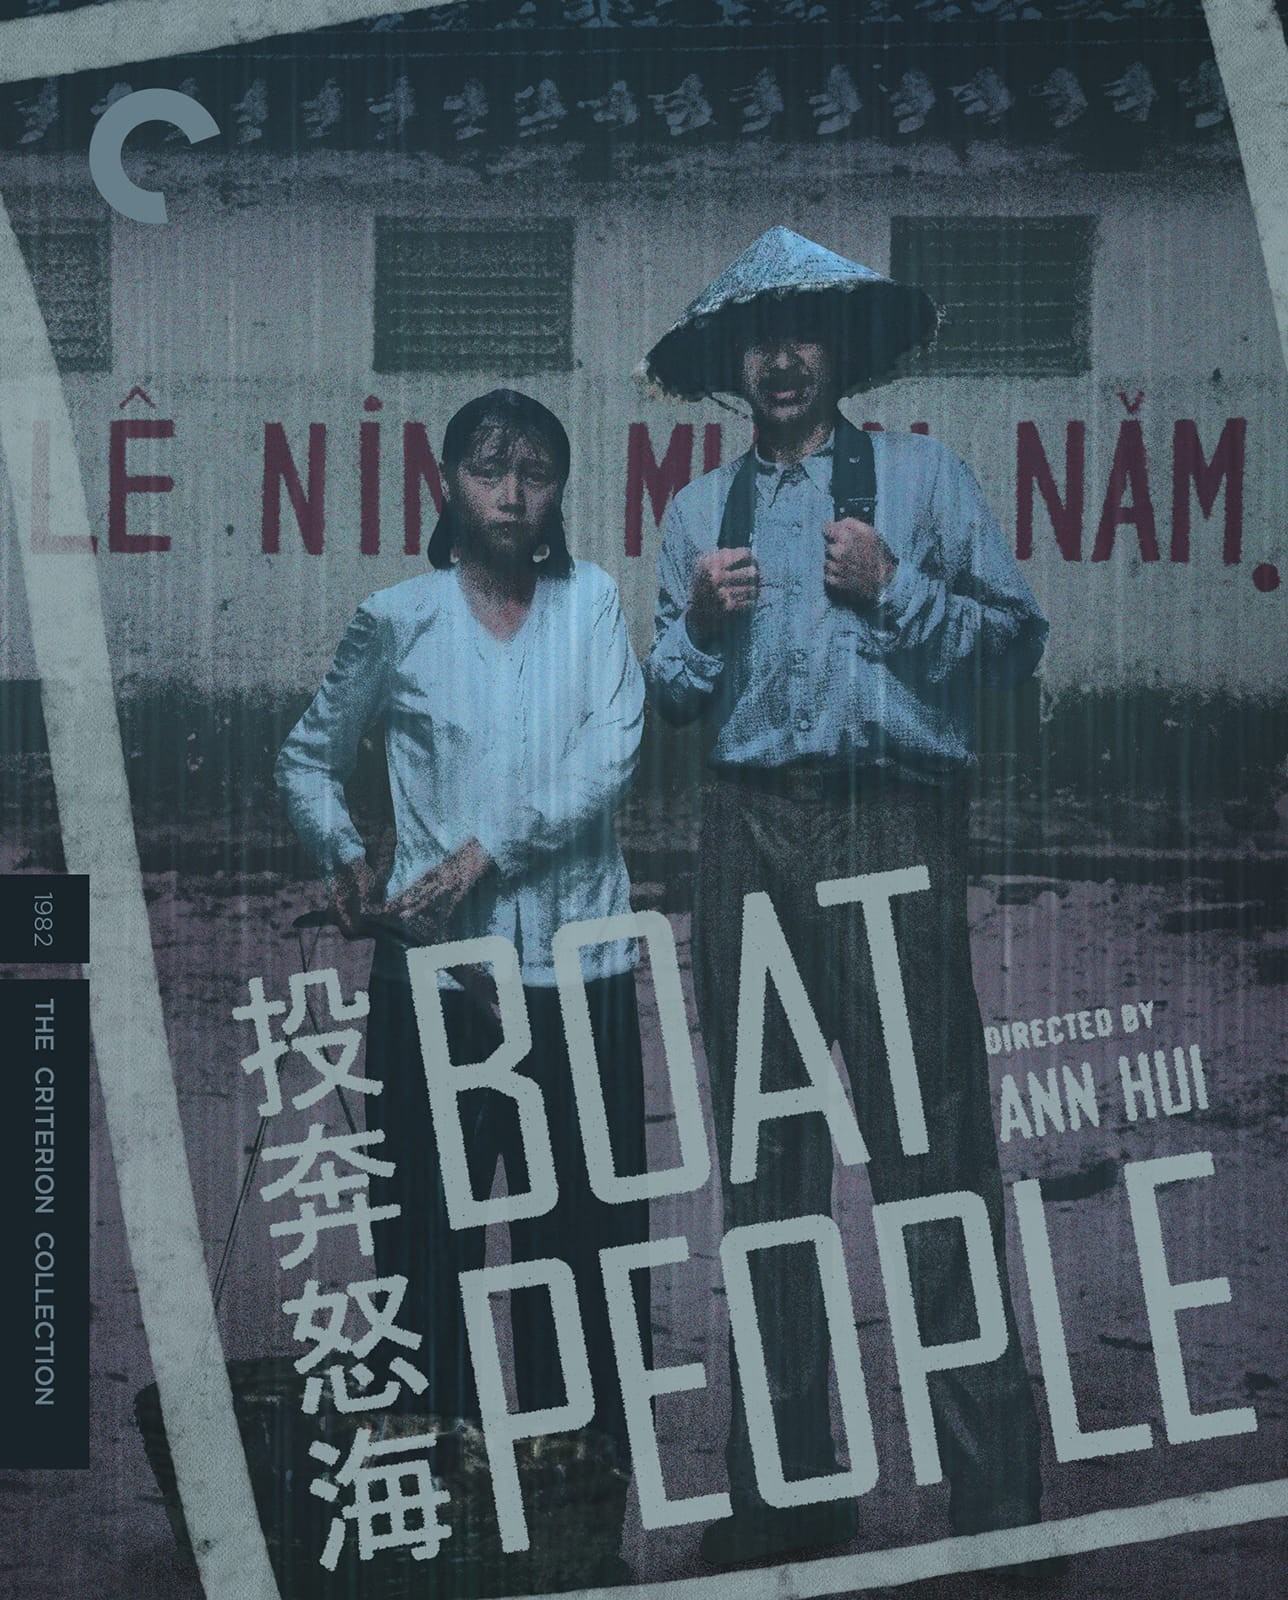 LÊ NIN M N NĂM.
1982
THE CRITERION COLLECTION
投奔怒海
BOAT
DIRECTED BY
ANN HUI
PEOPLE